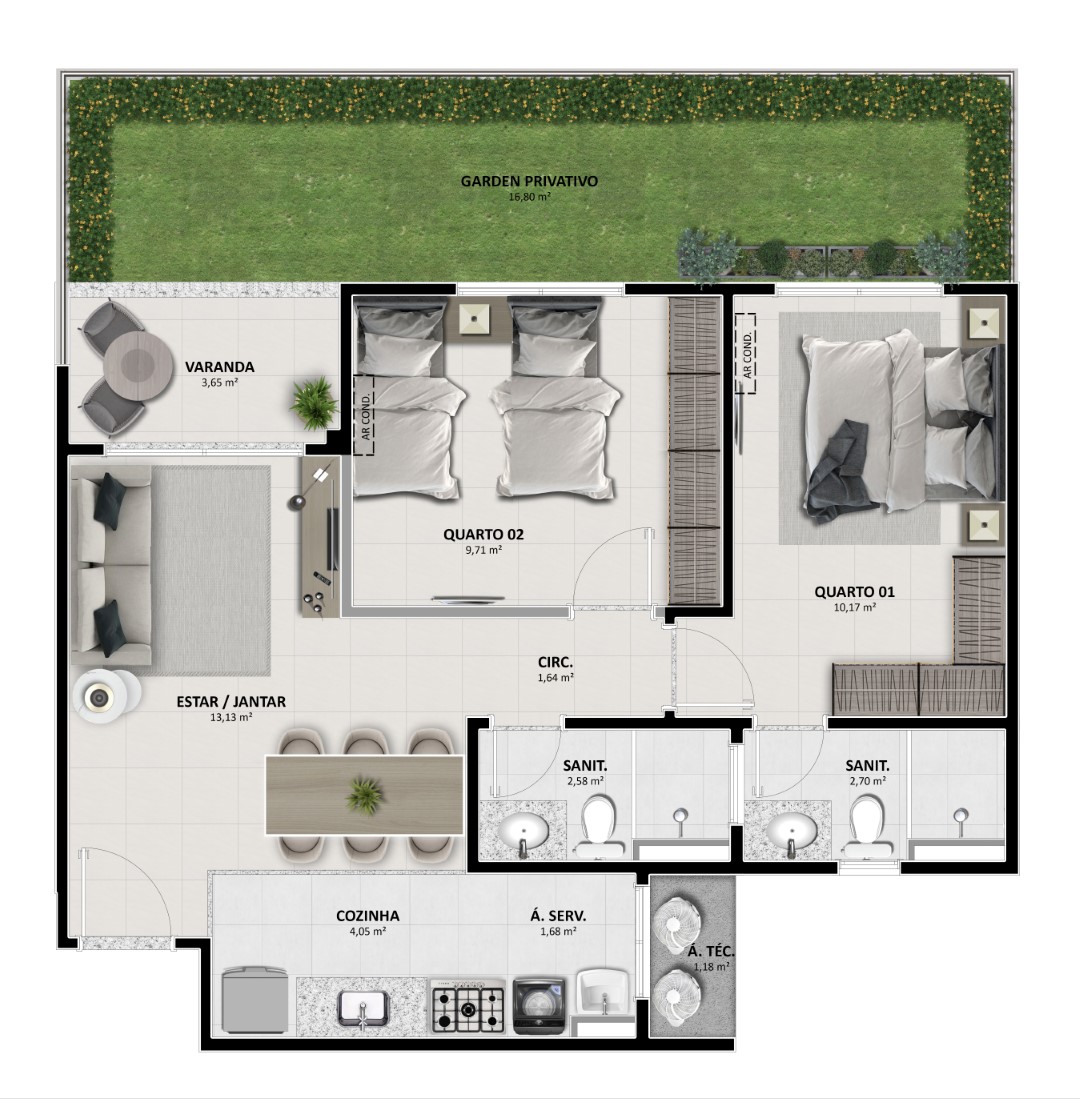 GARDEN PRIVATIVO
16,80 m²
VARANDA
3,65 m²
AR COND.
AR COND.
QUARTO 02
9,71 m²
QUARTO 01
10,17 m²
CIRC.
1,64 m²
ESTAR / JANTAR
13,13 m²
SANIT.
2,58 m²
SANIT.
2,70 m²
COZINHA
4,05 m²
Á. SERV.
1,68 m²
Á. TÉC.
1,18 m²